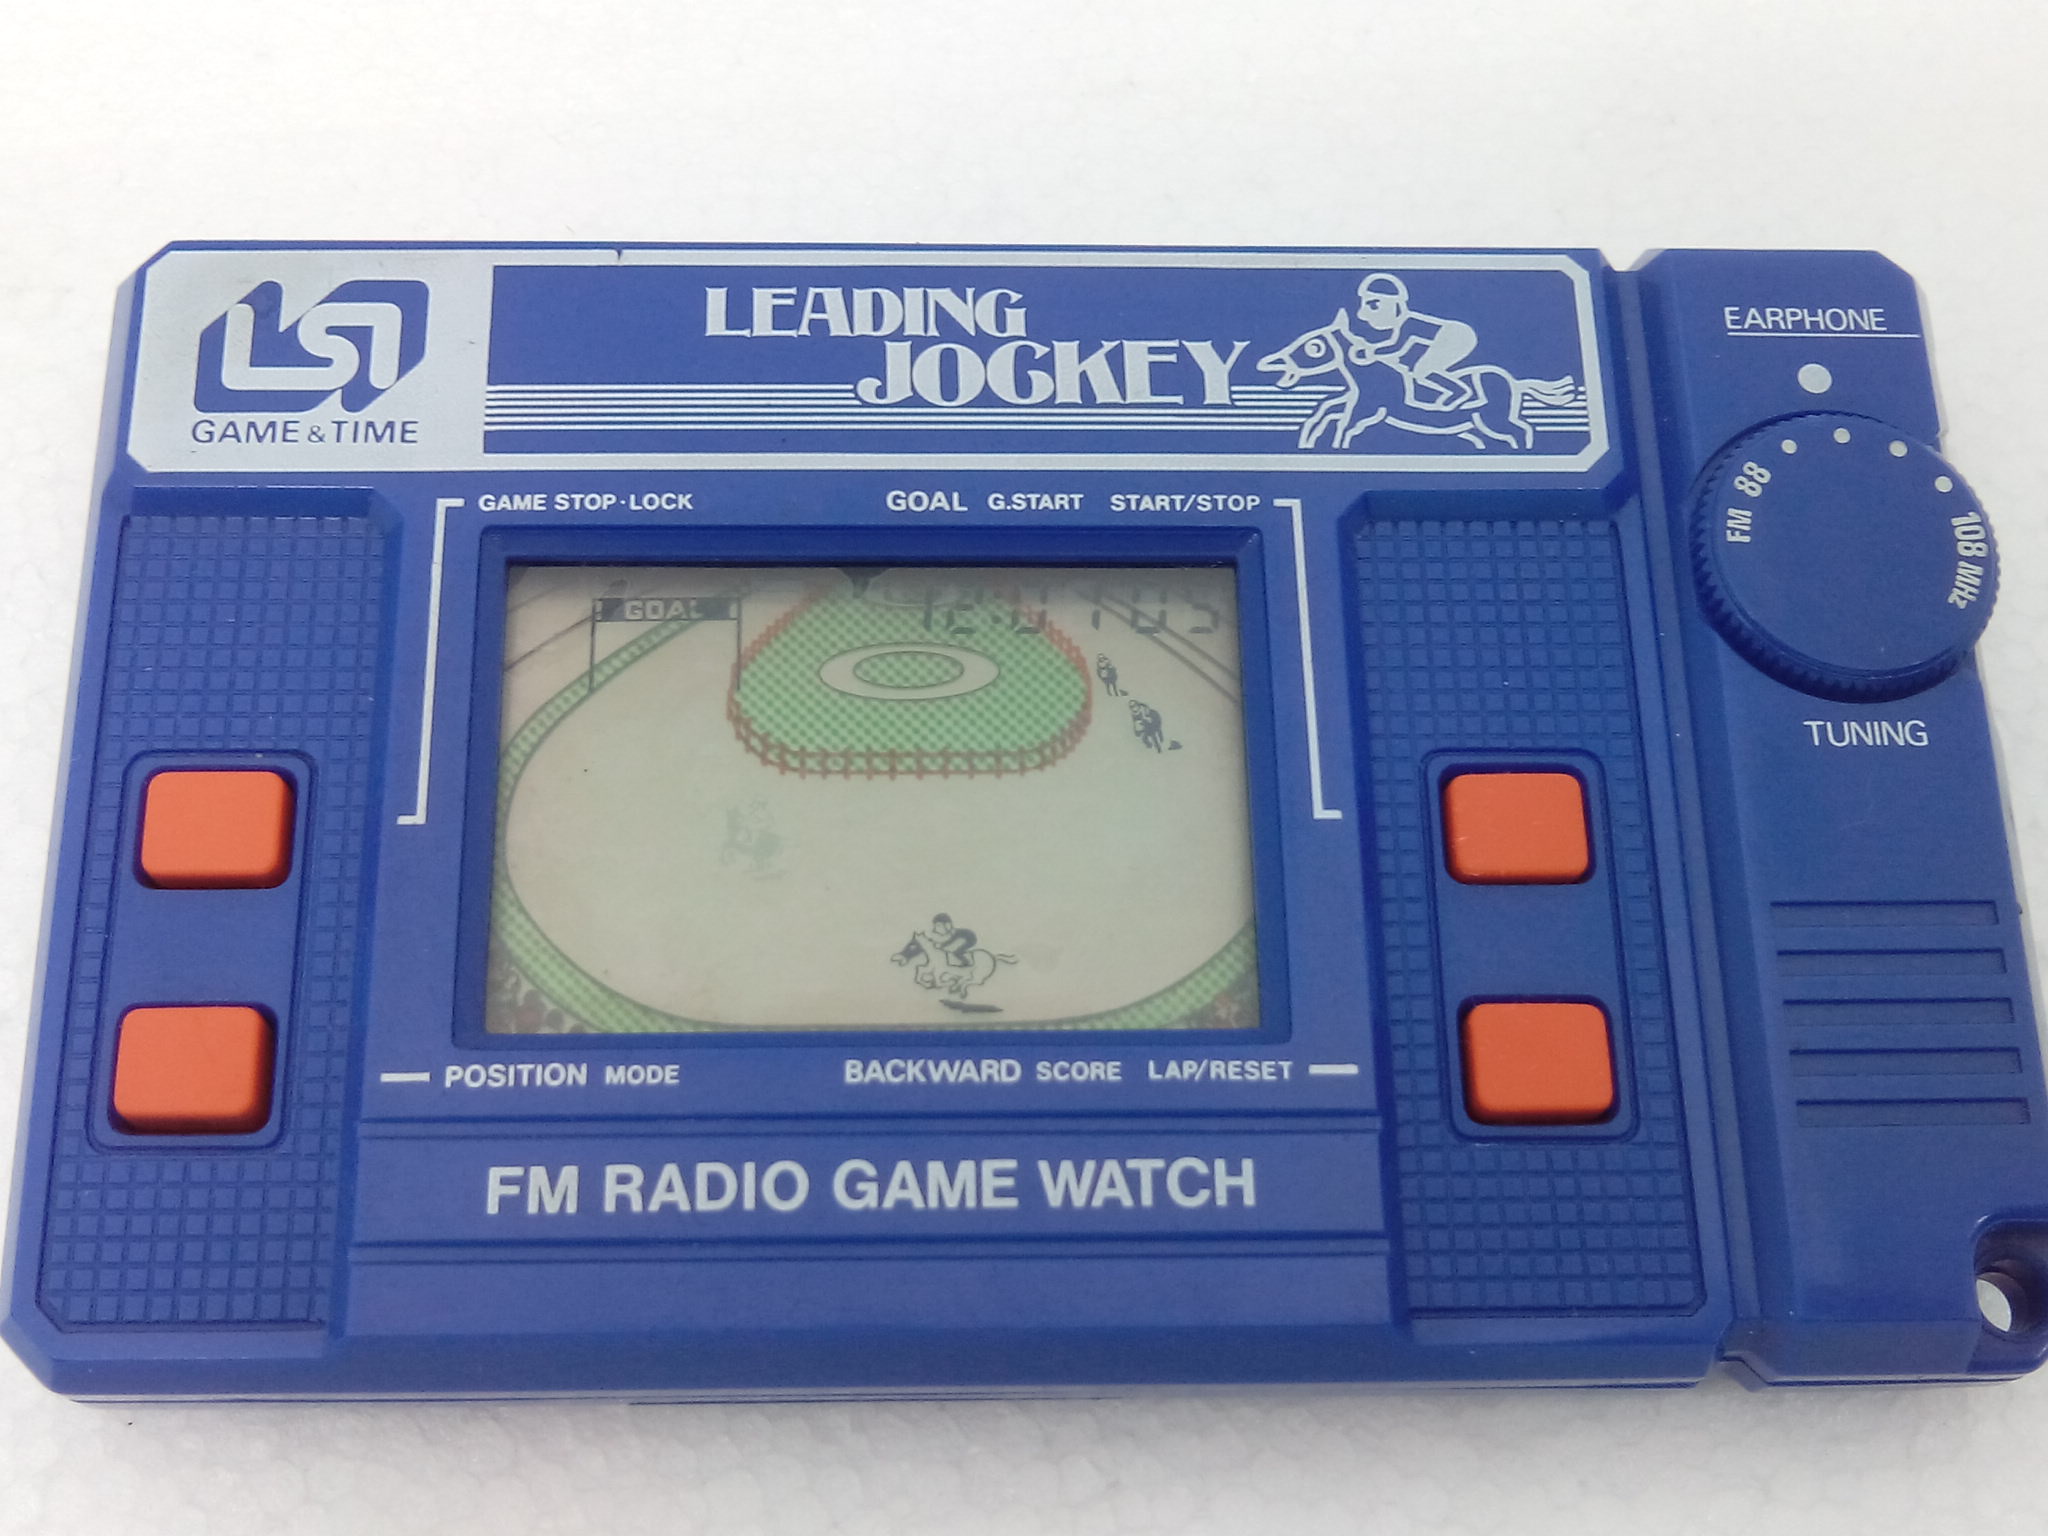 LSI
GAME & TIME
LEADING
JOCKEY
EARPHONE
FM 88
108 MHz
TUNING
GAME STOP·LOCK
GOAL G.START START/STOP
GOAL
POSITION MODE
BACKWARD SCORE LAP/RESET
FM RADIO GAME WATCH